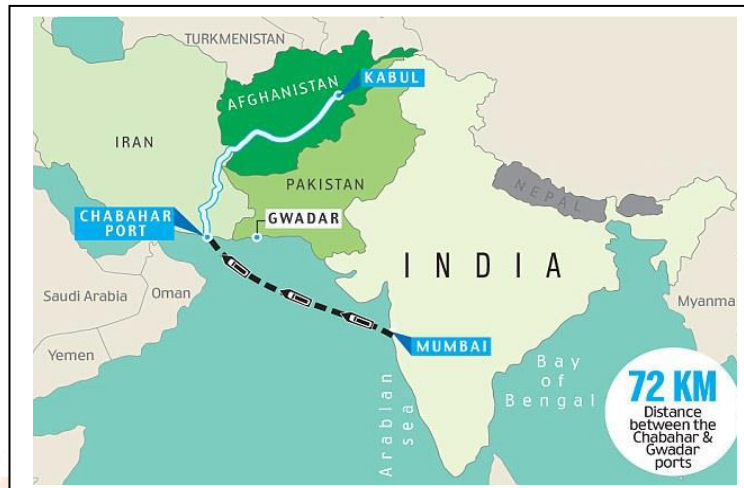 TURKMENISTAN
AFGHANISTAN
KABUL
IRAN
PAKISTAN
CHABAHAR
PORT
GWADAR
NEPAL
INDIA
Saudi Arabia
Oman
Myanma
Yemen
MUMBAI
Arabian
sea
Bay
of
Bengal
72 KM
Distance
between the
Chabahar &
Gwadar
ports